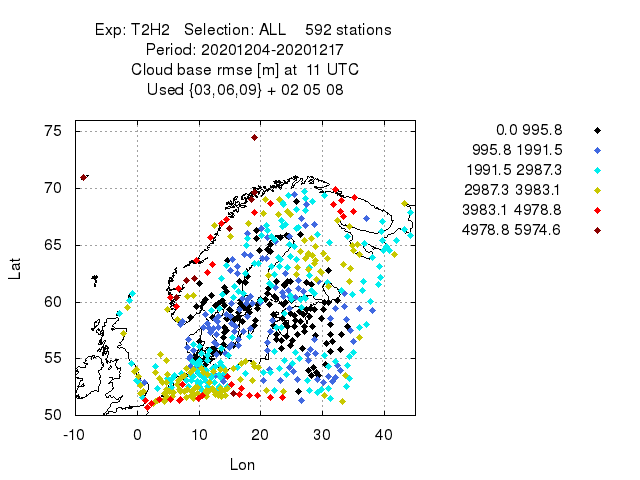 Exp: T2H2   Selection: ALL    592 stations
Period: 20201204-20201217
Cloud base rmse [m] at  11 UTC
Used {03,06,09} + 02 05 08
0.0 995.8
995.8 1991.5
1991.5 2987.3
2987.3 3983.1
3983.1 4978.8
4978.8 5974.6
75
70
65
60
55
50
Lat
-10 0 10 20 30 40
Lon